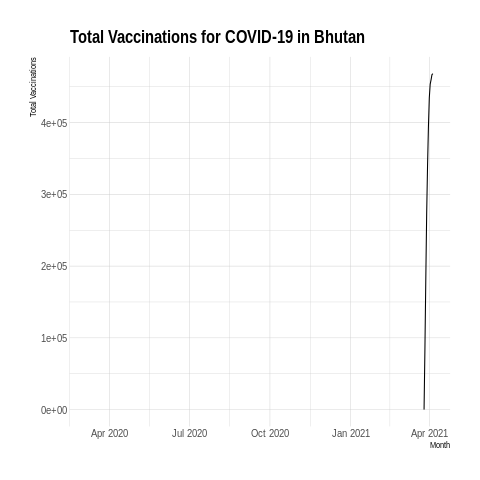 Total Vaccinations for COVID-19 in Bhutan
Total Vaccinations
4e+05
3e+05
2e+05
1e+05
0e+00
Apr 2020 Jul 2020 Oct 2020 Jan 2021 Apr 2021
Month